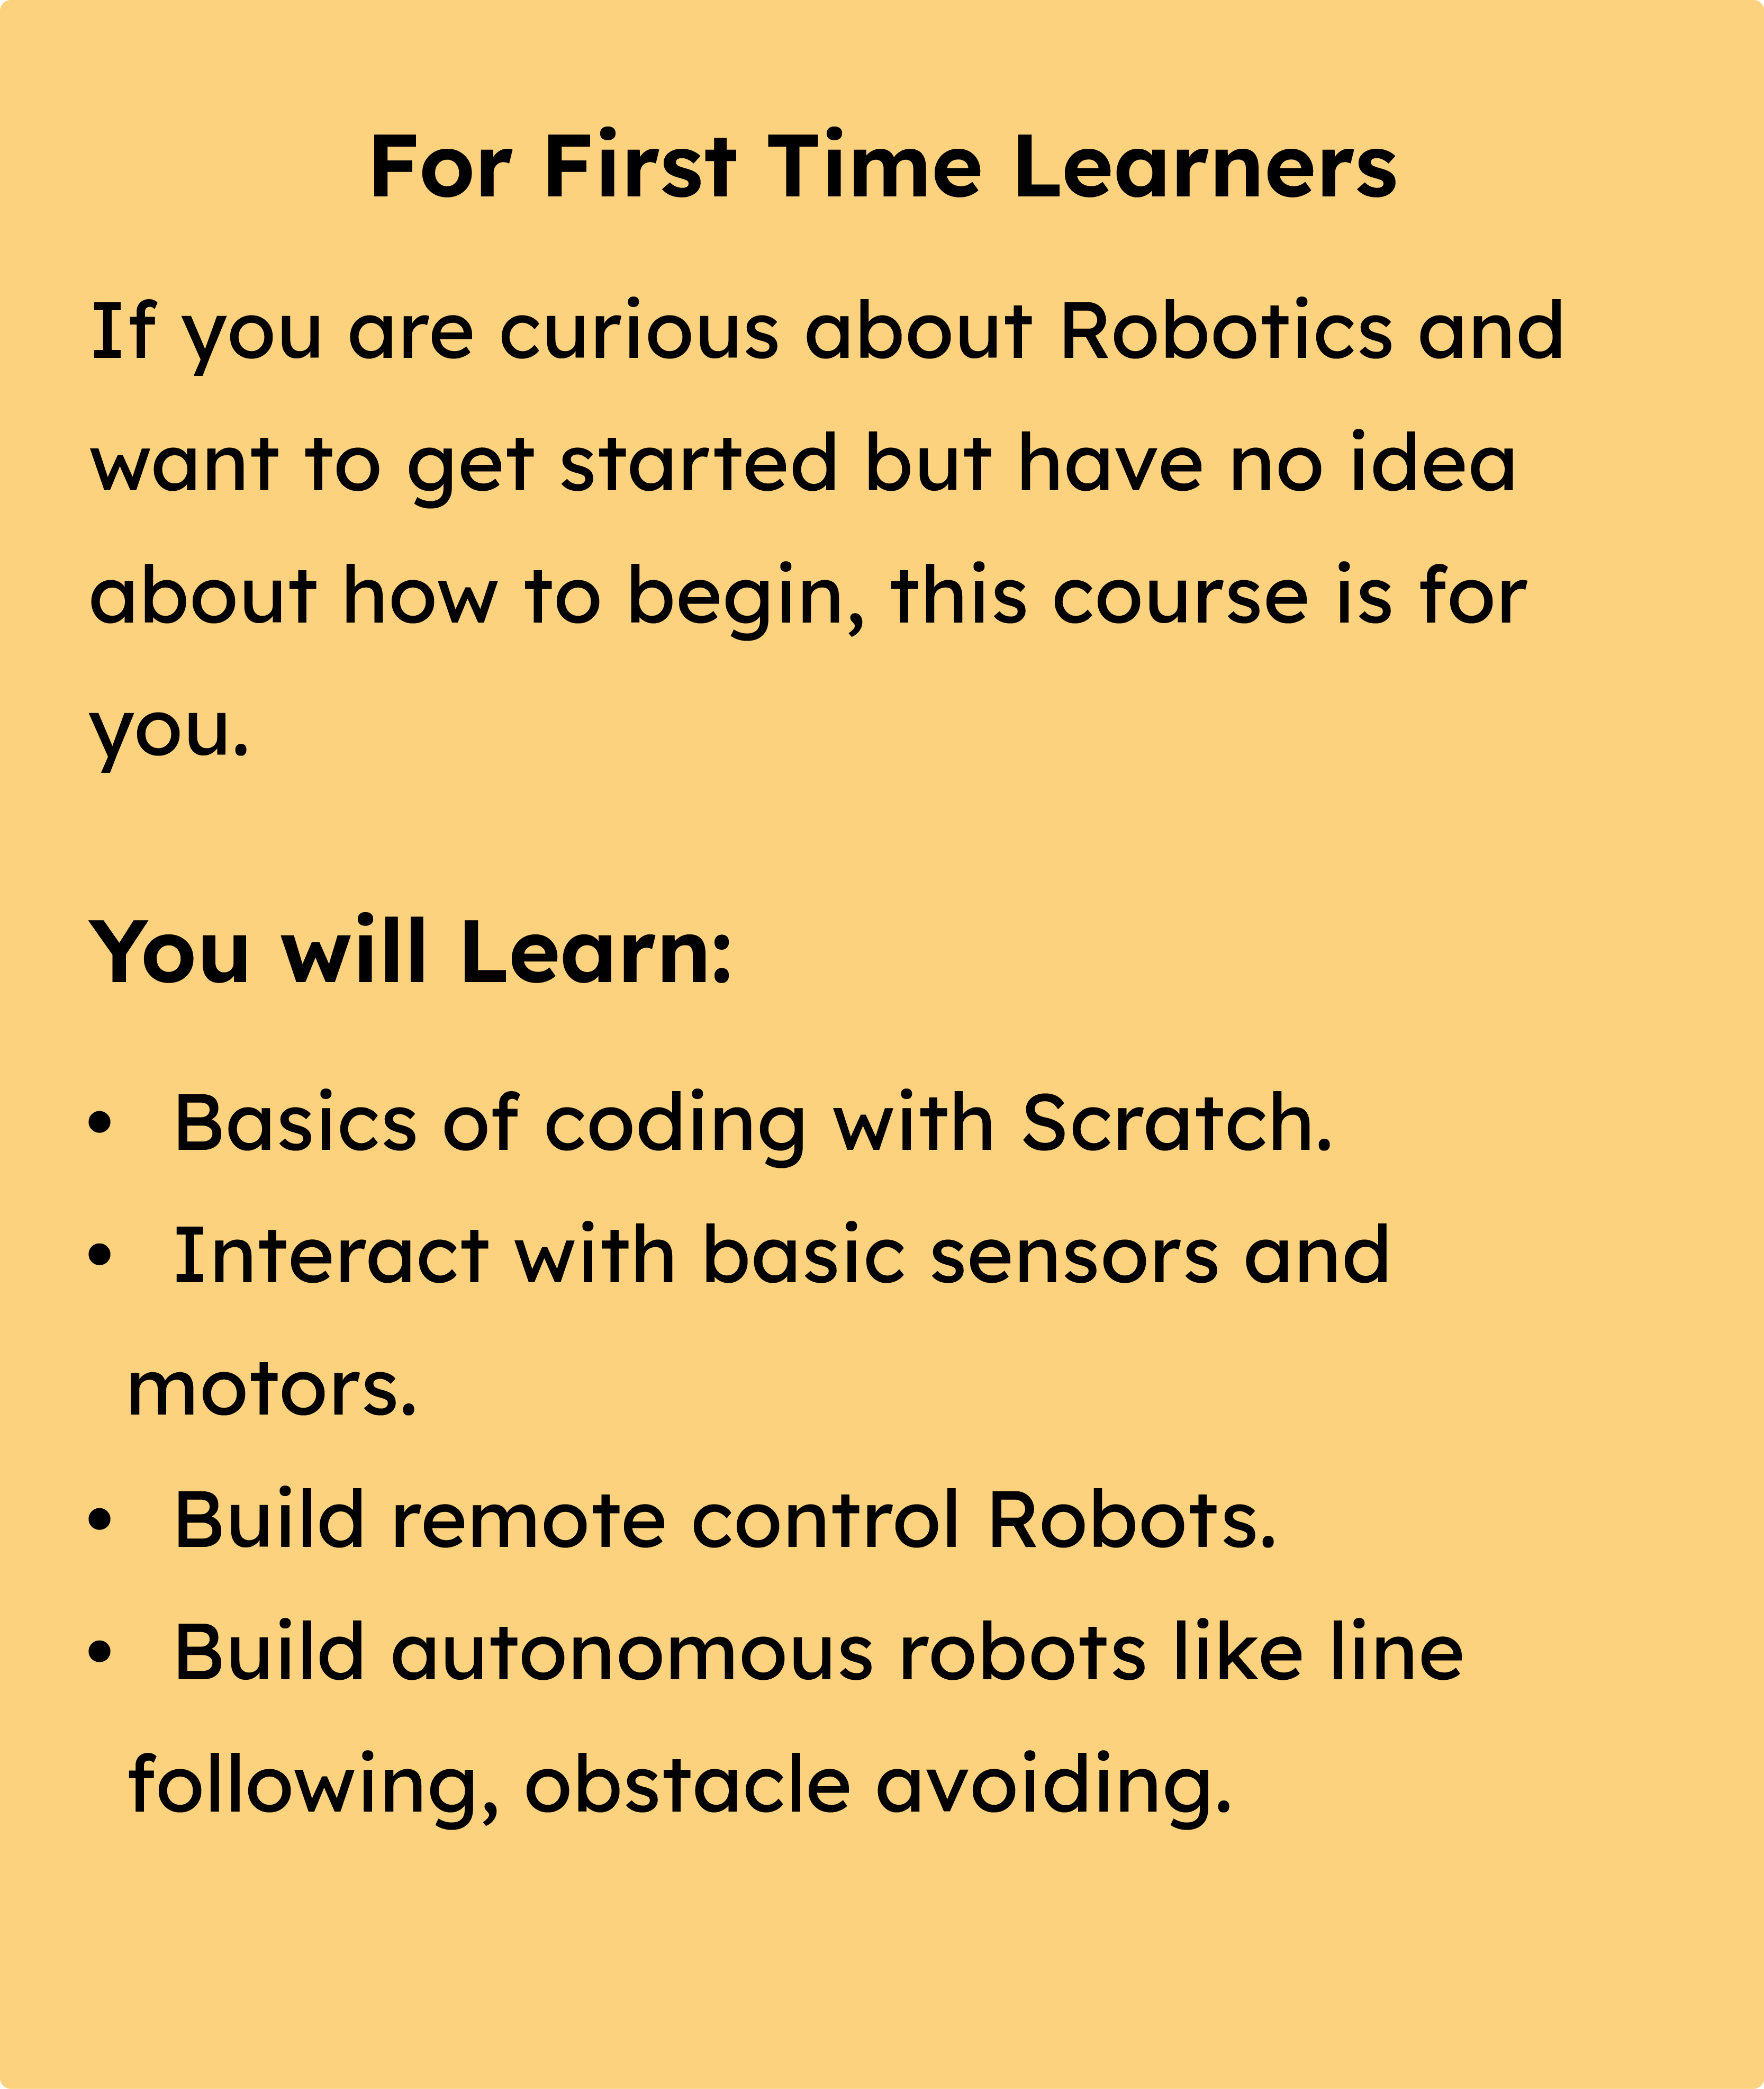 For First Time Learners
If you are curious about Robotics and
want to get started but have no idea
about how to begin, this course is for
you.
You will Learn:
• Basics of coding with Scratch.
• Interact with basic sensors and
motors.
• Build remote control Robots.
• Build autonomous robots like line
following, obstacle avoiding.